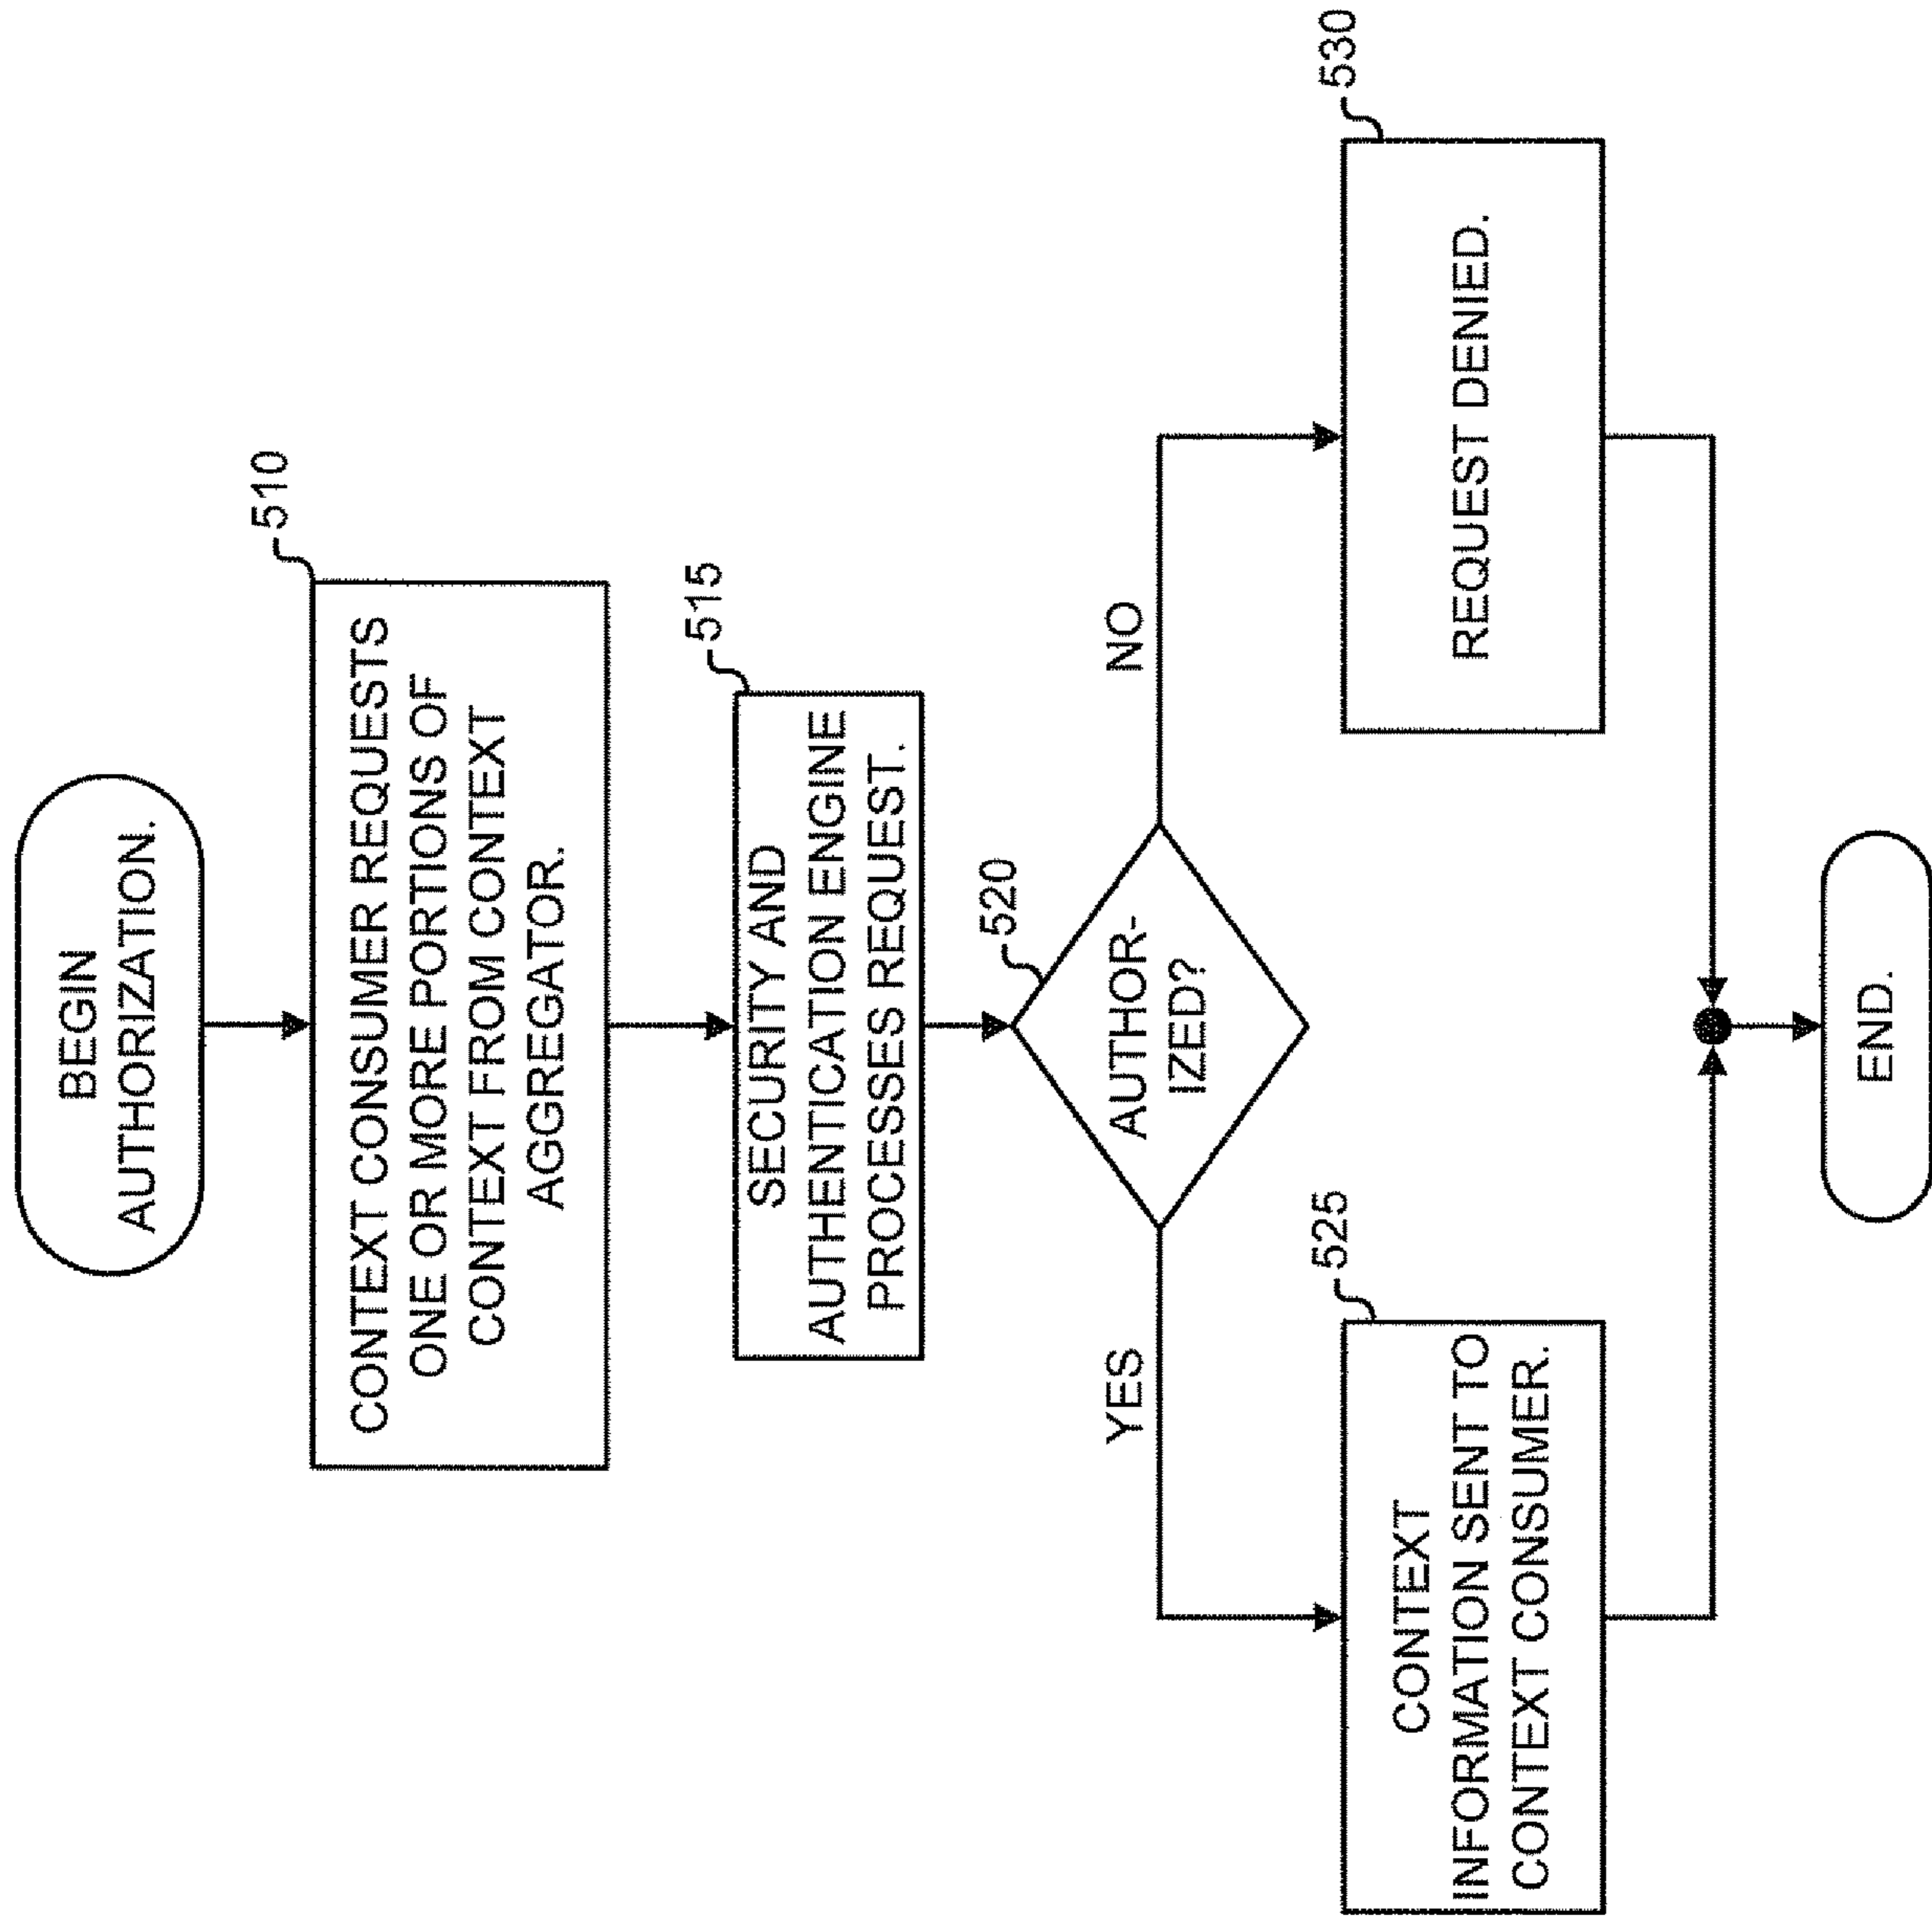 BEGIN
AUTHORIZATION.
510
CONTEXT CONSUMER REQUESTS
ONE OR MORE PORTIONS OF
CONTEXT FROM CONTEXT
AGGREGATOR.
515
SECURITY AND
AUTHENTICATION ENGINE
PROCESSES REQUEST.
520
AUTHOR-
IZED?
YES
NO
525
CONTEXT
INFORMATION SENT TO
CONTEXT CONSUMER.
530
REQUEST DENIED.
END.